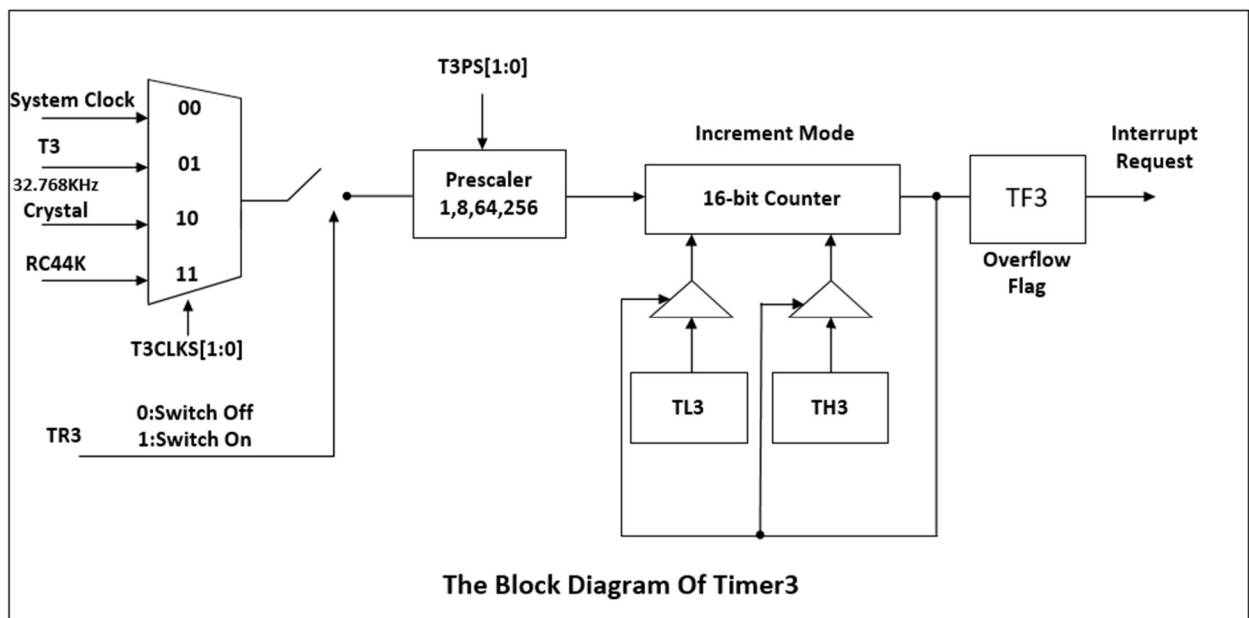 System Clock
T3
32.768KHz
Crystal
RC44K
00
01
10
11
T3CLKS[1:0]
TR3
0:Switch Off
1:Switch On
T3PS[1:0]
Prescaler
1,8,64,256
Increment Mode
16-bit Counter
TL3
TH3
TF3
Overflow
Flag
Interrupt
Request
The Block Diagram Of Timer3